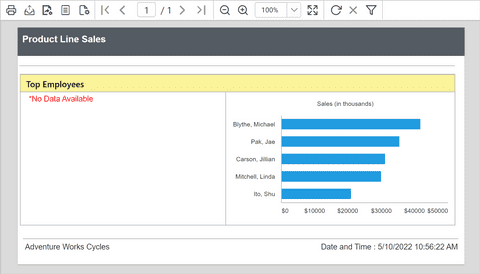 1 / 1 100%
Product Line Sales
Top Employees
*No Data Available
Sales (in thousands)
Blythe, Michael
Pak, Jae
Carson, Jillian
Mitchell, Linda
Ito, Shu
$0 $10000 $20000 $30000 $40000 $50000
Adventure Works Cycles Date and Time : 5/10/2022 10:56:22 AM